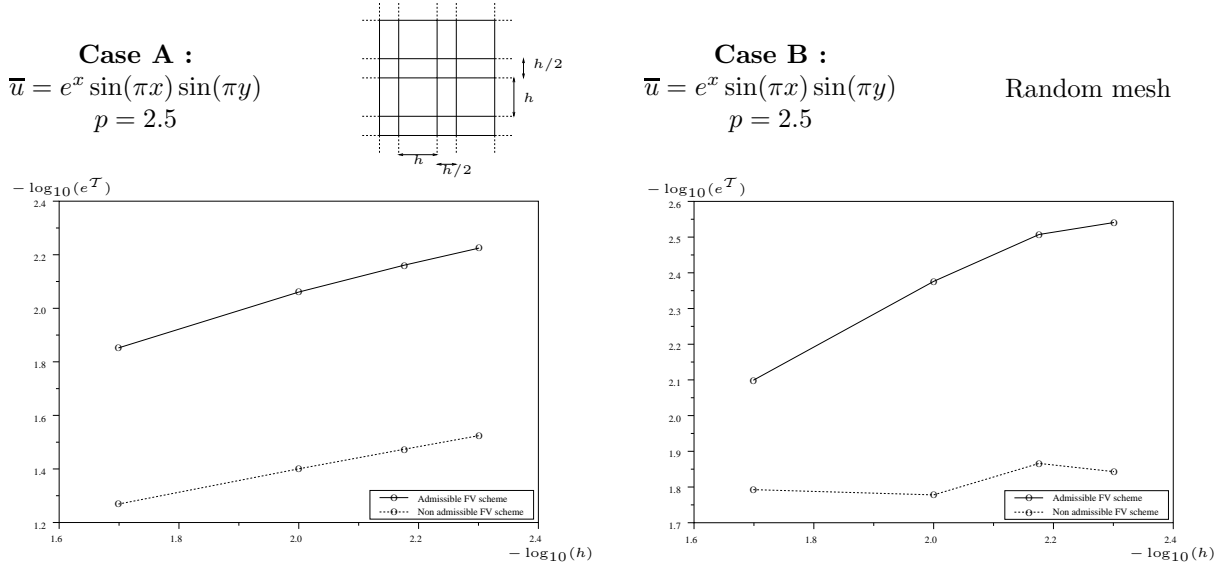 Case A :
u̅ = eˣ sin(πx) sin(πy)
p = 2.5
h/2
h
h
h/2
Case B :
u̅ = eˣ sin(πx) sin(πy)
p = 2.5
Random mesh
− log₁₀(e^𝒯)
2.4
2.2
2.0
1.8
1.6
1.4
1.2
1.6
1.8
2.0
2.2
2.4
Admissible FV scheme
Non admissible FV scheme
− log₁₀(h)
− log₁₀(e^𝒯)
2.6
2.5
2.4
2.3
2.2
2.1
2.0
1.9
1.8
1.7
1.6
1.8
2.0
2.2
2.4
Admissible FV scheme
Non admissible FV scheme
− log₁₀(h)